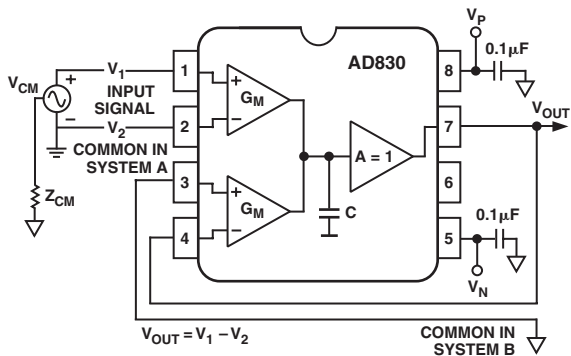 V_P
0.1μF
AD830
V_1
1
8
V_CM
+
INPUT
SIGNAL
+
G_M
−
−
V_2
2
7
V_OUT
COMMON IN
SYSTEM A
A = 1
3
6
+
G_M
−
C
Z_CM
4
5
0.1μF
V_N
V_OUT = V_1 – V_2
COMMON IN
SYSTEM B